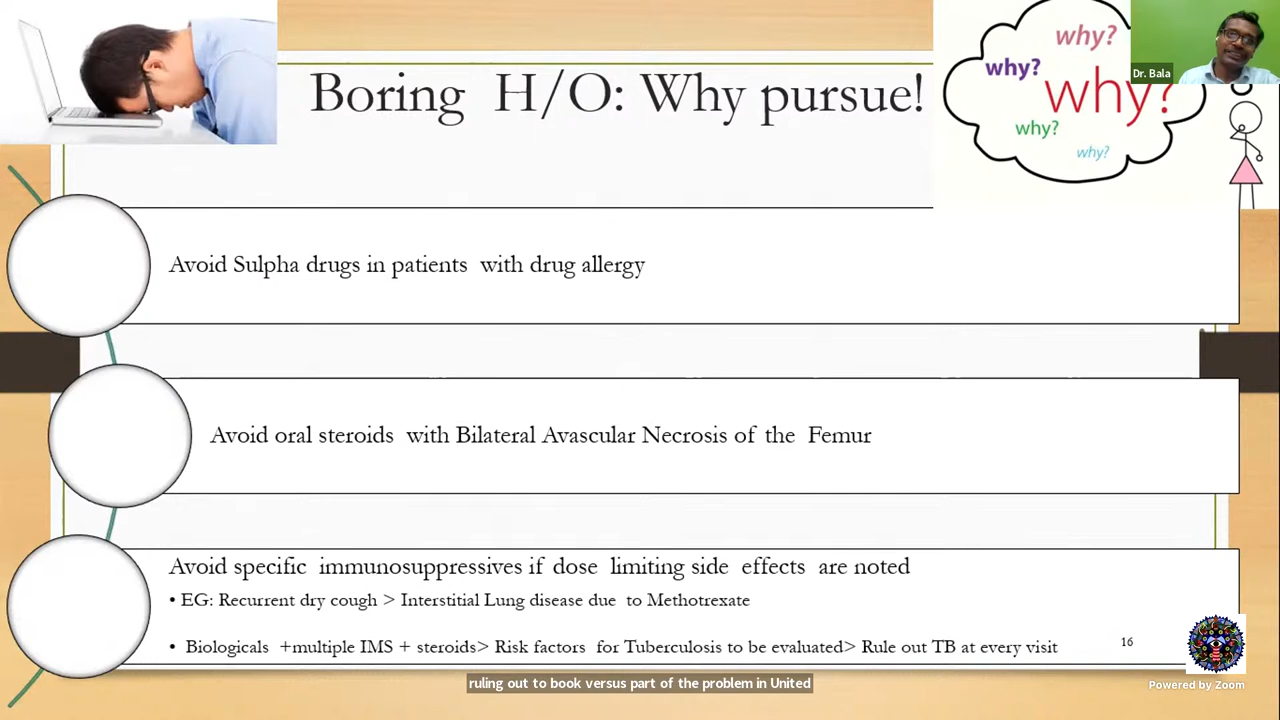 Boring H/O: Why pursue!
why?
why?
why?
why?
why?
Dr. Bala
Avoid Sulpha drugs in patients with drug allergy
Avoid oral steroids with Bilateral Avascular Necrosis of the Femur
Avoid specific immunosuppressives if dose limiting side effects are noted
• EG: Recurrent dry cough > Interstitial Lung disease due to Methotrexate
• Biologicals +multiple IMS + steroids> Risk factors for Tuberculosis to be evaluated> Rule out TB at every visit
16
ruling out to book versus part of the problem in United
Powered by Zoom